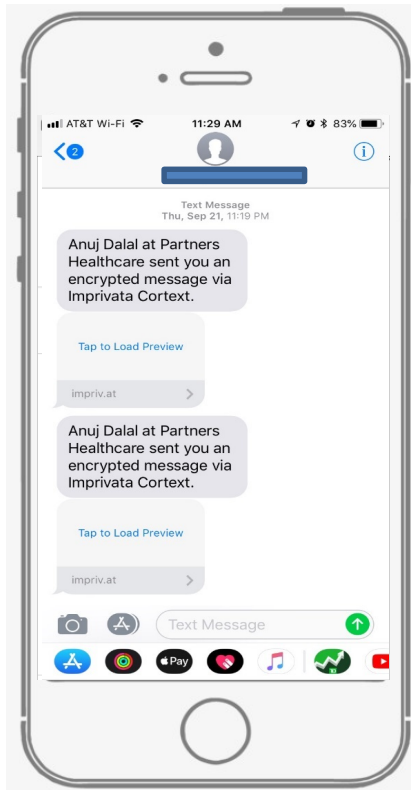 AT&T Wi-Fi 11:29 AM 83%
2 i
Text Message
Thu, Sep 21, 11:19 PM
Anuj Dalal at Partners
Healthcare sent you an
encrypted message via
Imprivata Cortext.
Tap to Load Preview
impriv.at
Anuj Dalal at Partners
Healthcare sent you an
encrypted message via
Imprivata Cortext.
Tap to Load Preview
impriv.at
Text Message
Pay